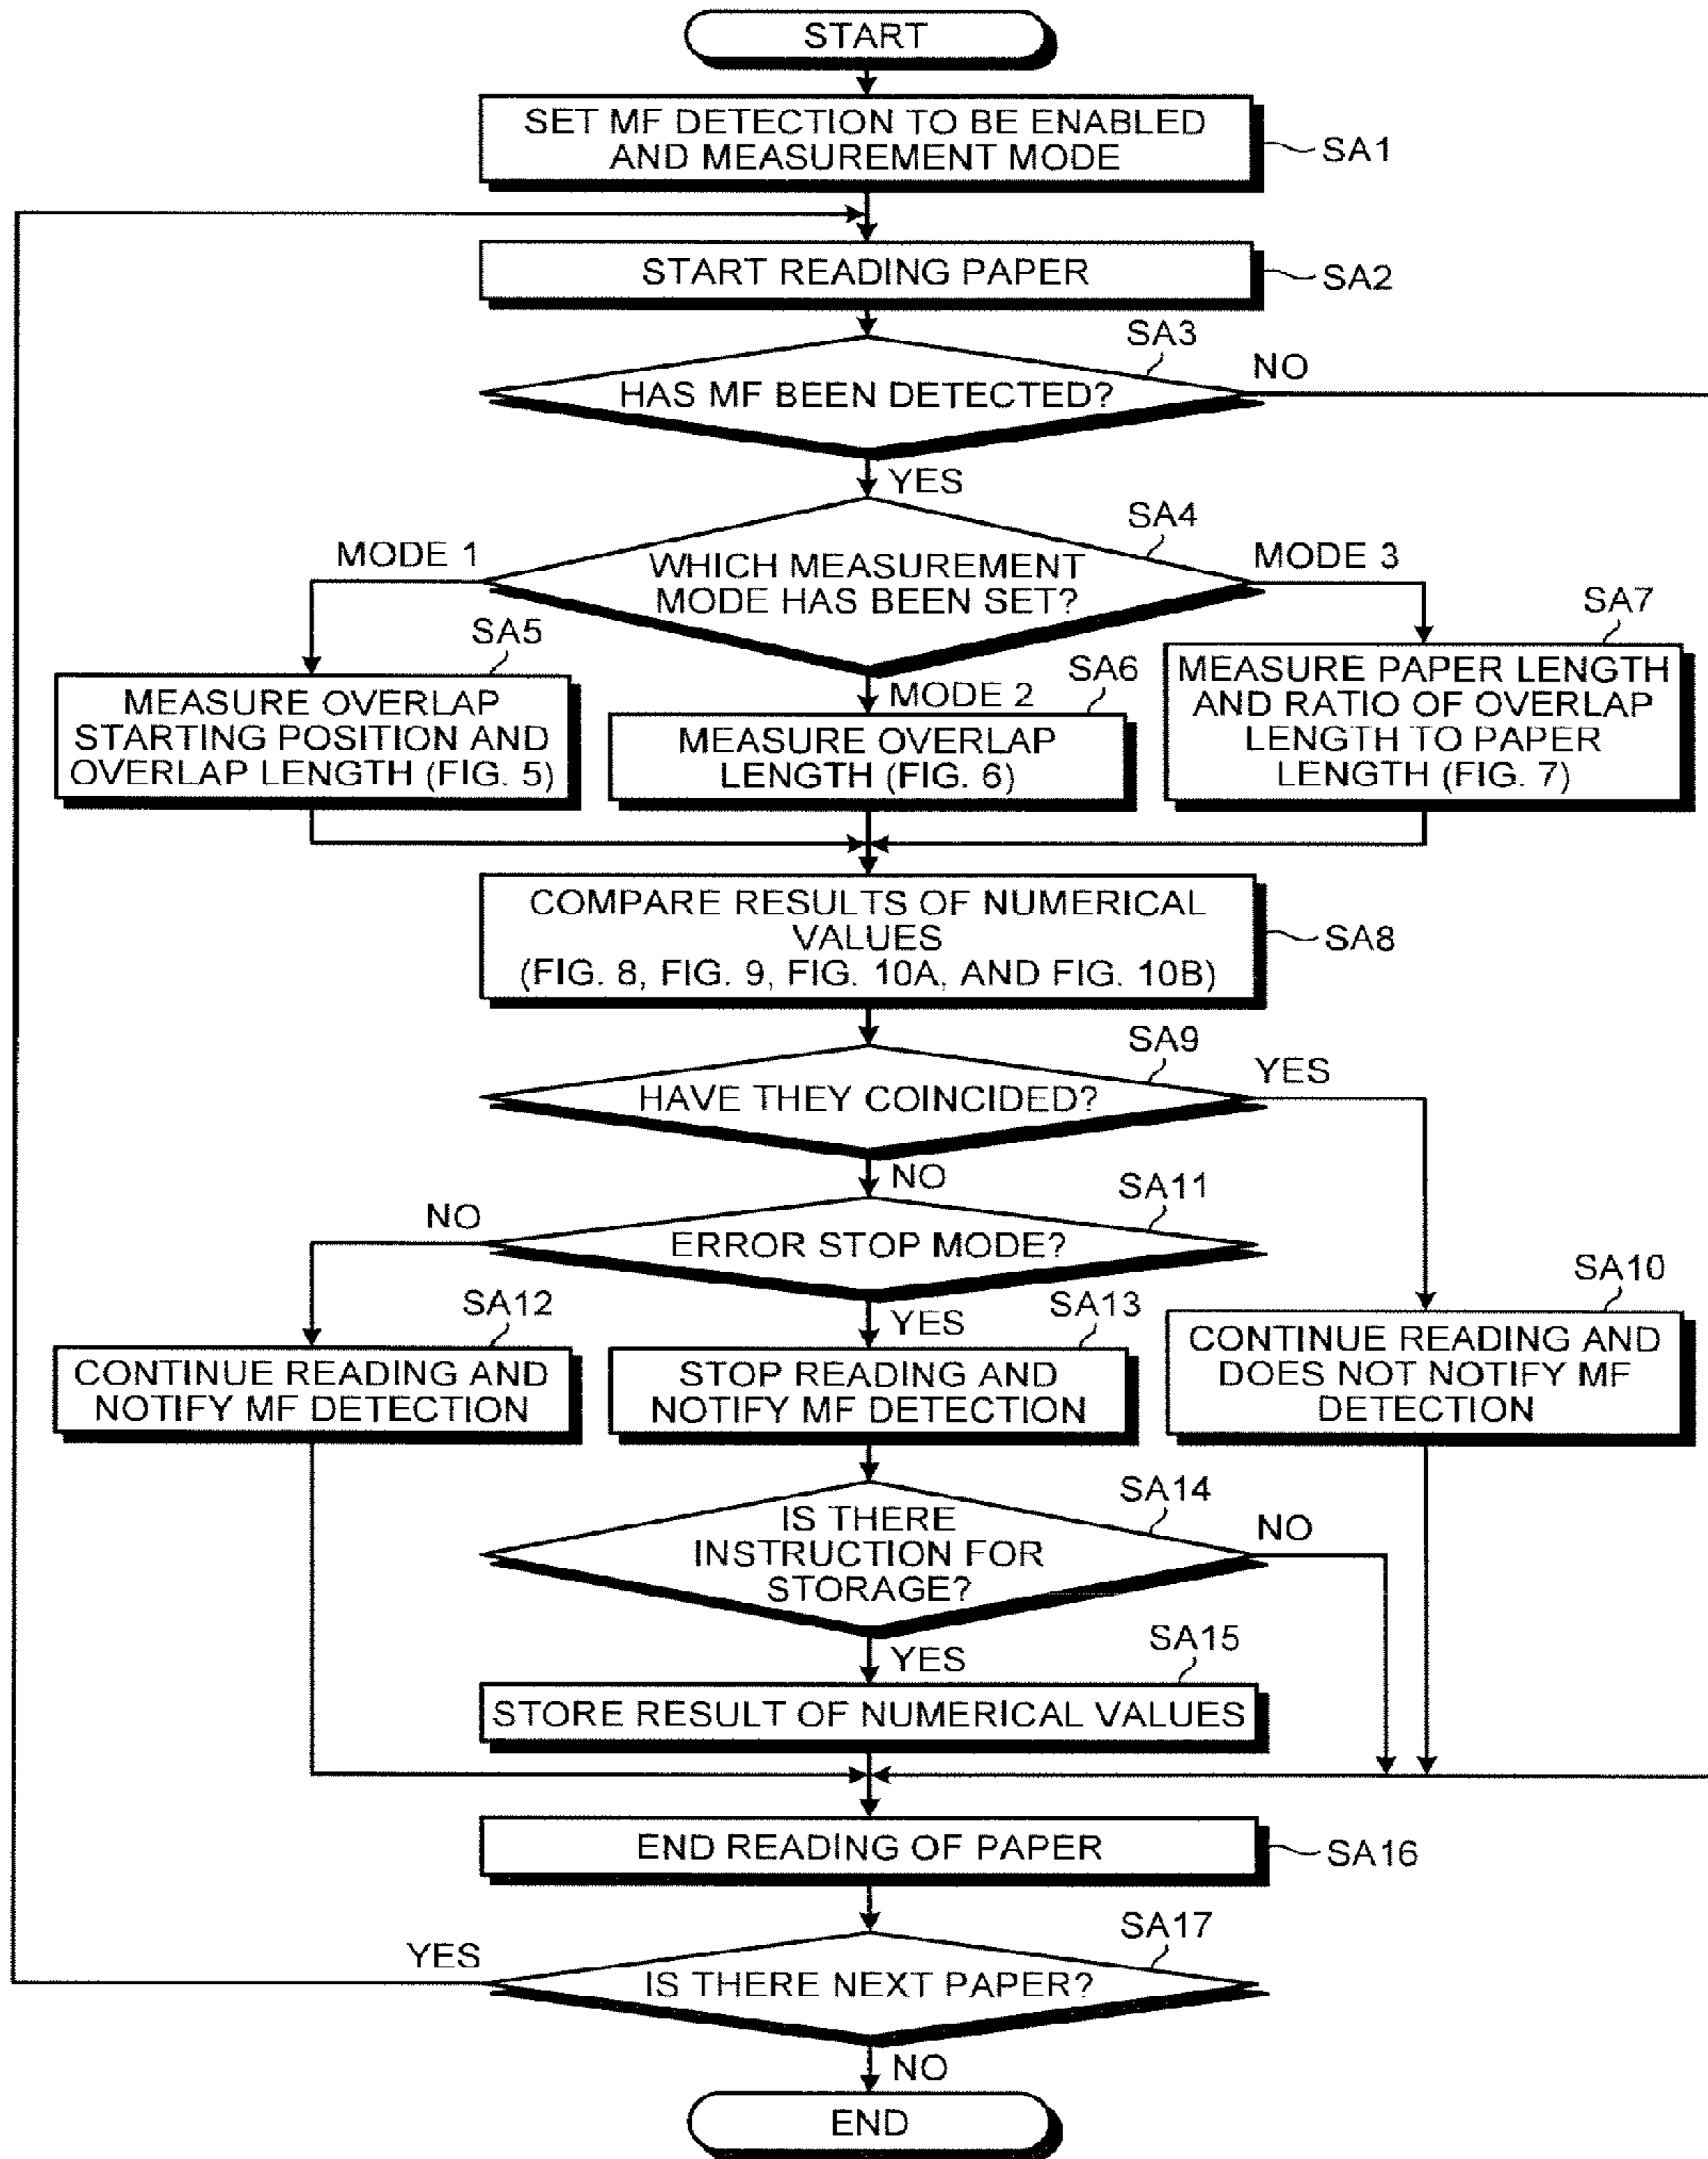 START
SET MF DETECTION TO BE ENABLED
AND MEASUREMENT MODE
SA1
START READING PAPER
SA2
SA3
HAS MF BEEN DETECTED?
NO
YES
SA4
WHICH MEASUREMENT
MODE HAS BEEN SET?
MODE 1
MODE 3
MODE 2
SA5
MEASURE OVERLAP
STARTING POSITION AND
OVERLAP LENGTH (FIG. 5)
SA6
MEASURE OVERLAP
LENGTH (FIG. 6)
SA7
MEASURE PAPER LENGTH
AND RATIO OF OVERLAP
LENGTH TO PAPER
LENGTH (FIG. 7)
COMPARE RESULTS OF NUMERICAL
VALUES
(FIG. 8, FIG. 9, FIG. 10A, AND FIG. 10B)
SA8
SA9
HAVE THEY COINCIDED?
YES
NO
SA11
ERROR STOP MODE?
NO
YES
SA12
CONTINUE READING AND
NOTIFY MF DETECTION
SA13
STOP READING AND
NOTIFY MF DETECTION
SA10
CONTINUE READING AND
DOES NOT NOTIFY MF
DETECTION
SA14
IS THERE
INSTRUCTION FOR
STORAGE?
NO
YES
SA15
STORE RESULT OF NUMERICAL VALUES
END READING OF PAPER
SA16
SA17
IS THERE NEXT PAPER?
YES
NO
END